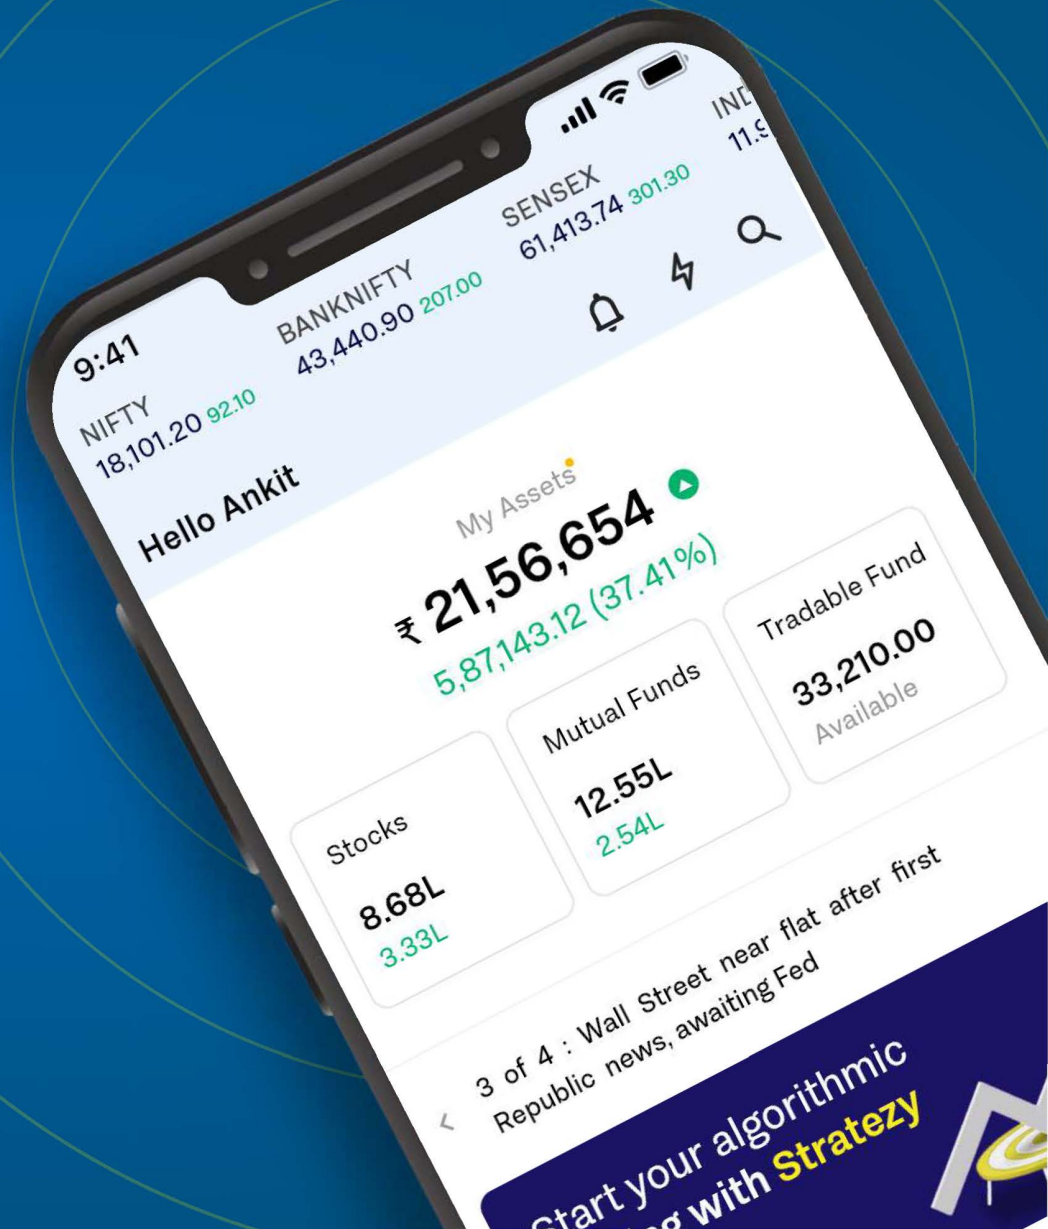 9:41
NIFTY
18,101.20 92.10
BANKNIFTY
43,440.90 207.00
SENSEX
61,413.74 301.30
Hello Ankit
My Assets
₹ 21,56,654
5,87,143.12 (37.41%)
Stocks
8.68L
3.33L
Mutual Funds
12.55L
2.54L
Tradable Fund
33,210.00
Available
3 of 4 : Wall Street near flat after first
Republic news, awaiting Fed
Start your algorithmic
with Stratezy